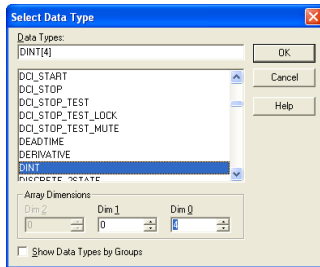 Select Data Type
Data Types:
DINT[4]
OK
DCI_START
DCI_STOP
DCI_STOP_TEST
DCI_STOP_TEST_LOCK
DCI_STOP_TEST_MUTE
DEADTIME
DERIVATIVE
DINT
DISCRETE_2STATE
Cancel
Help
Array Dimensions
Dim 2
Dim 1
Dim 0
0
0
4
Show Data Types by Groups